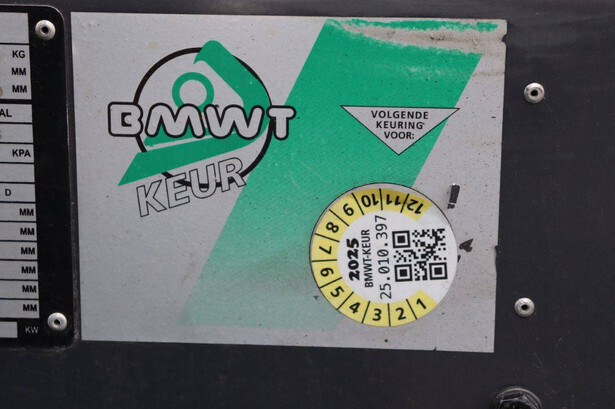 KG
MM
MM
AL
KPA
D
MM
MM
MM
MM
MM
MM
KW
BMWT
KEUR
VOLGENDE
KEURING
VOOR:
12 11 10 9 8 7 6 5 4 3 2 1
2025
BMWT-KEUR
25.010.397